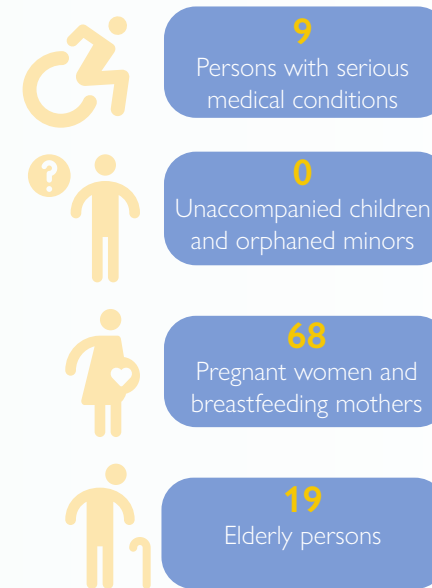 9
Persons with serious
medical conditions
?
0
Unaccompanied children
and orphaned minors
68
Pregnant women and
breastfeeding mothers
19
Elderly persons